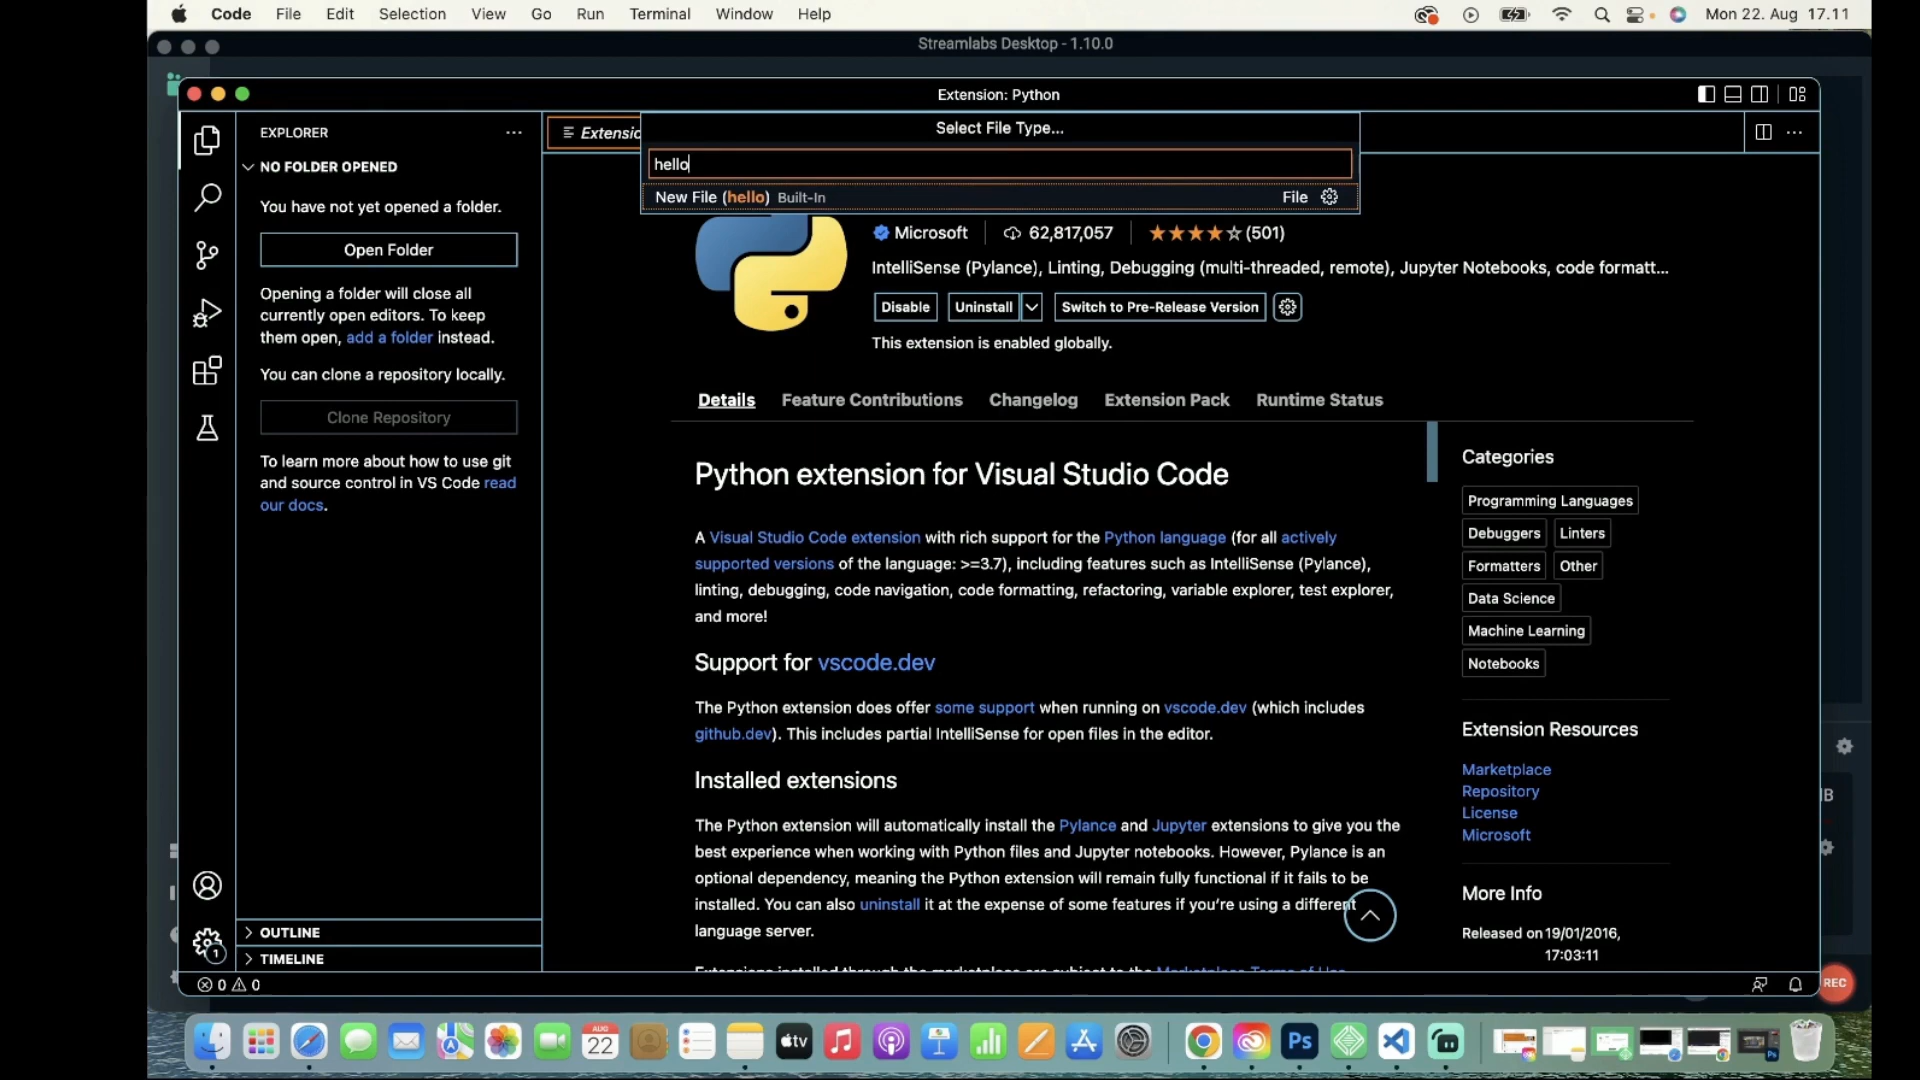 Code File Edit Selection View Go Run Terminal Window Help Mon 22. Aug 17.11
Streamlabs Desktop - 1.10.0
Extension: Python
EXPLORER
NO FOLDER OPENED
You have not yet opened a folder.
Open Folder
Opening a folder will close all
currently open editors. To keep
them open, add a folder instead.
You can clone a repository locally.
Clone Repository
To learn more about how to use git
and source control in VS Code read
our docs.
OUTLINE
TIMELINE
Select File Type...
hello
New File (hello) Built-In File
Microsoft 62,817,057 (501)
IntelliSense (Pylance), Linting, Debugging (multi-threaded, remote), Jupyter Notebooks, code formatt...
Disable Uninstall Switch to Pre-Release Version
This extension is enabled globally.
Details Feature Contributions Changelog Extension Pack Runtime Status
Python extension for Visual Studio Code
A Visual Studio Code extension with rich support for the Python language (for all actively
supported versions of the language: >=3.7), including features such as IntelliSense (Pylance),
linting, debugging, code navigation, code formatting, refactoring, variable explorer, test explorer,
and more!
Support for vscode.dev
The Python extension does offer some support when running on vscode.dev (which includes
github.dev). This includes partial IntelliSense for open files in the editor.
Installed extensions
The Python extension will automatically install the Pylance and Jupyter extensions to give you the
best experience when working with Python files and Jupyter notebooks. However, Pylance is an
optional dependency, meaning the Python extension will remain fully functional if it fails to be
installed. You can also uninstall it at the expense of some features if you're using a different
language server.
Categories
Programming Languages
Debuggers Linters
Formatters Other
Data Science
Machine Learning
Notebooks
Extension Resources
Marketplace
Repository
License
Microsoft
More Info
Released on 19/01/2016,
17:03:11
1
0 0
REC
AUG
22
tv
Ps